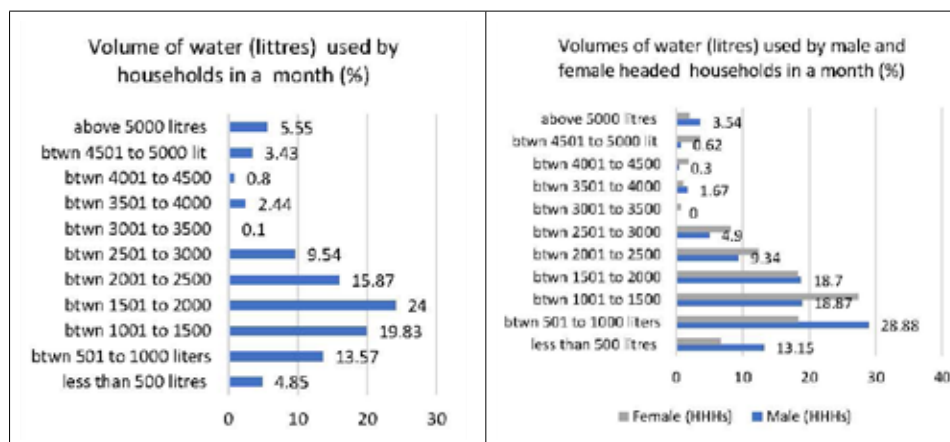 Volume of water (littres) used by
households in a month (%)
above 5000 litres 5.55
btwn 4501 to 5000 lit 3.43
btwn 4001 to 4500 0.8
btwn 3501 to 4000 2.44
btwn 3001 to 3500 0.1
btwn 2501 to 3000 9.54
btwn 2001 to 2500 15.87
btwn 1501 to 2000 24
btwn 1001 to 1500 19.83
btwn 501 to 1000 liters 13.57
less than 500 litres 4.85
0 10 20 30
Volumes of water (litres) used by male and
female headed households in a month (%)
above 5000 litres 3.54
btwn 4501 to 5000 lit 0.62
btwn 4001 to 4500 0.3
btwn 3501 to 4000 1.67
btwn 3001 to 3500 0
btwn 2501 to 3000 4.9
btwn 2001 to 2500 9.34
btwn 1501 to 2000 18.7
btwn 1001 to 1500 18.87
btwn 501 to 1000 liters 28.88
less than 500 litres 13.15
0 10 20 30 40
Female (HHHs) Male (HHHs)